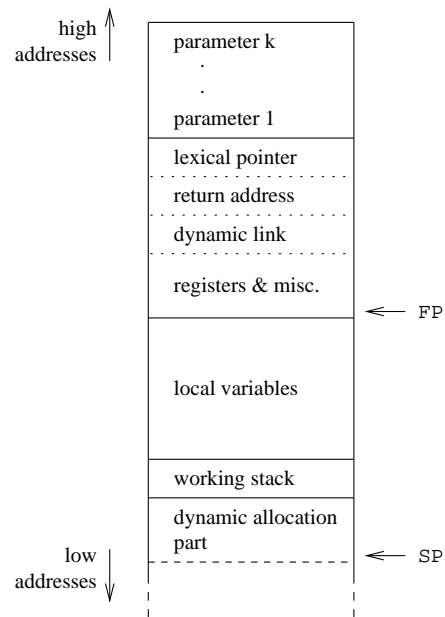 high
addresses
parameter k
.
.
parameter 1
lexical pointer
return address
dynamic link
registers & misc.
FP
local variables
working stack
dynamic allocation
part
SP
low
addresses